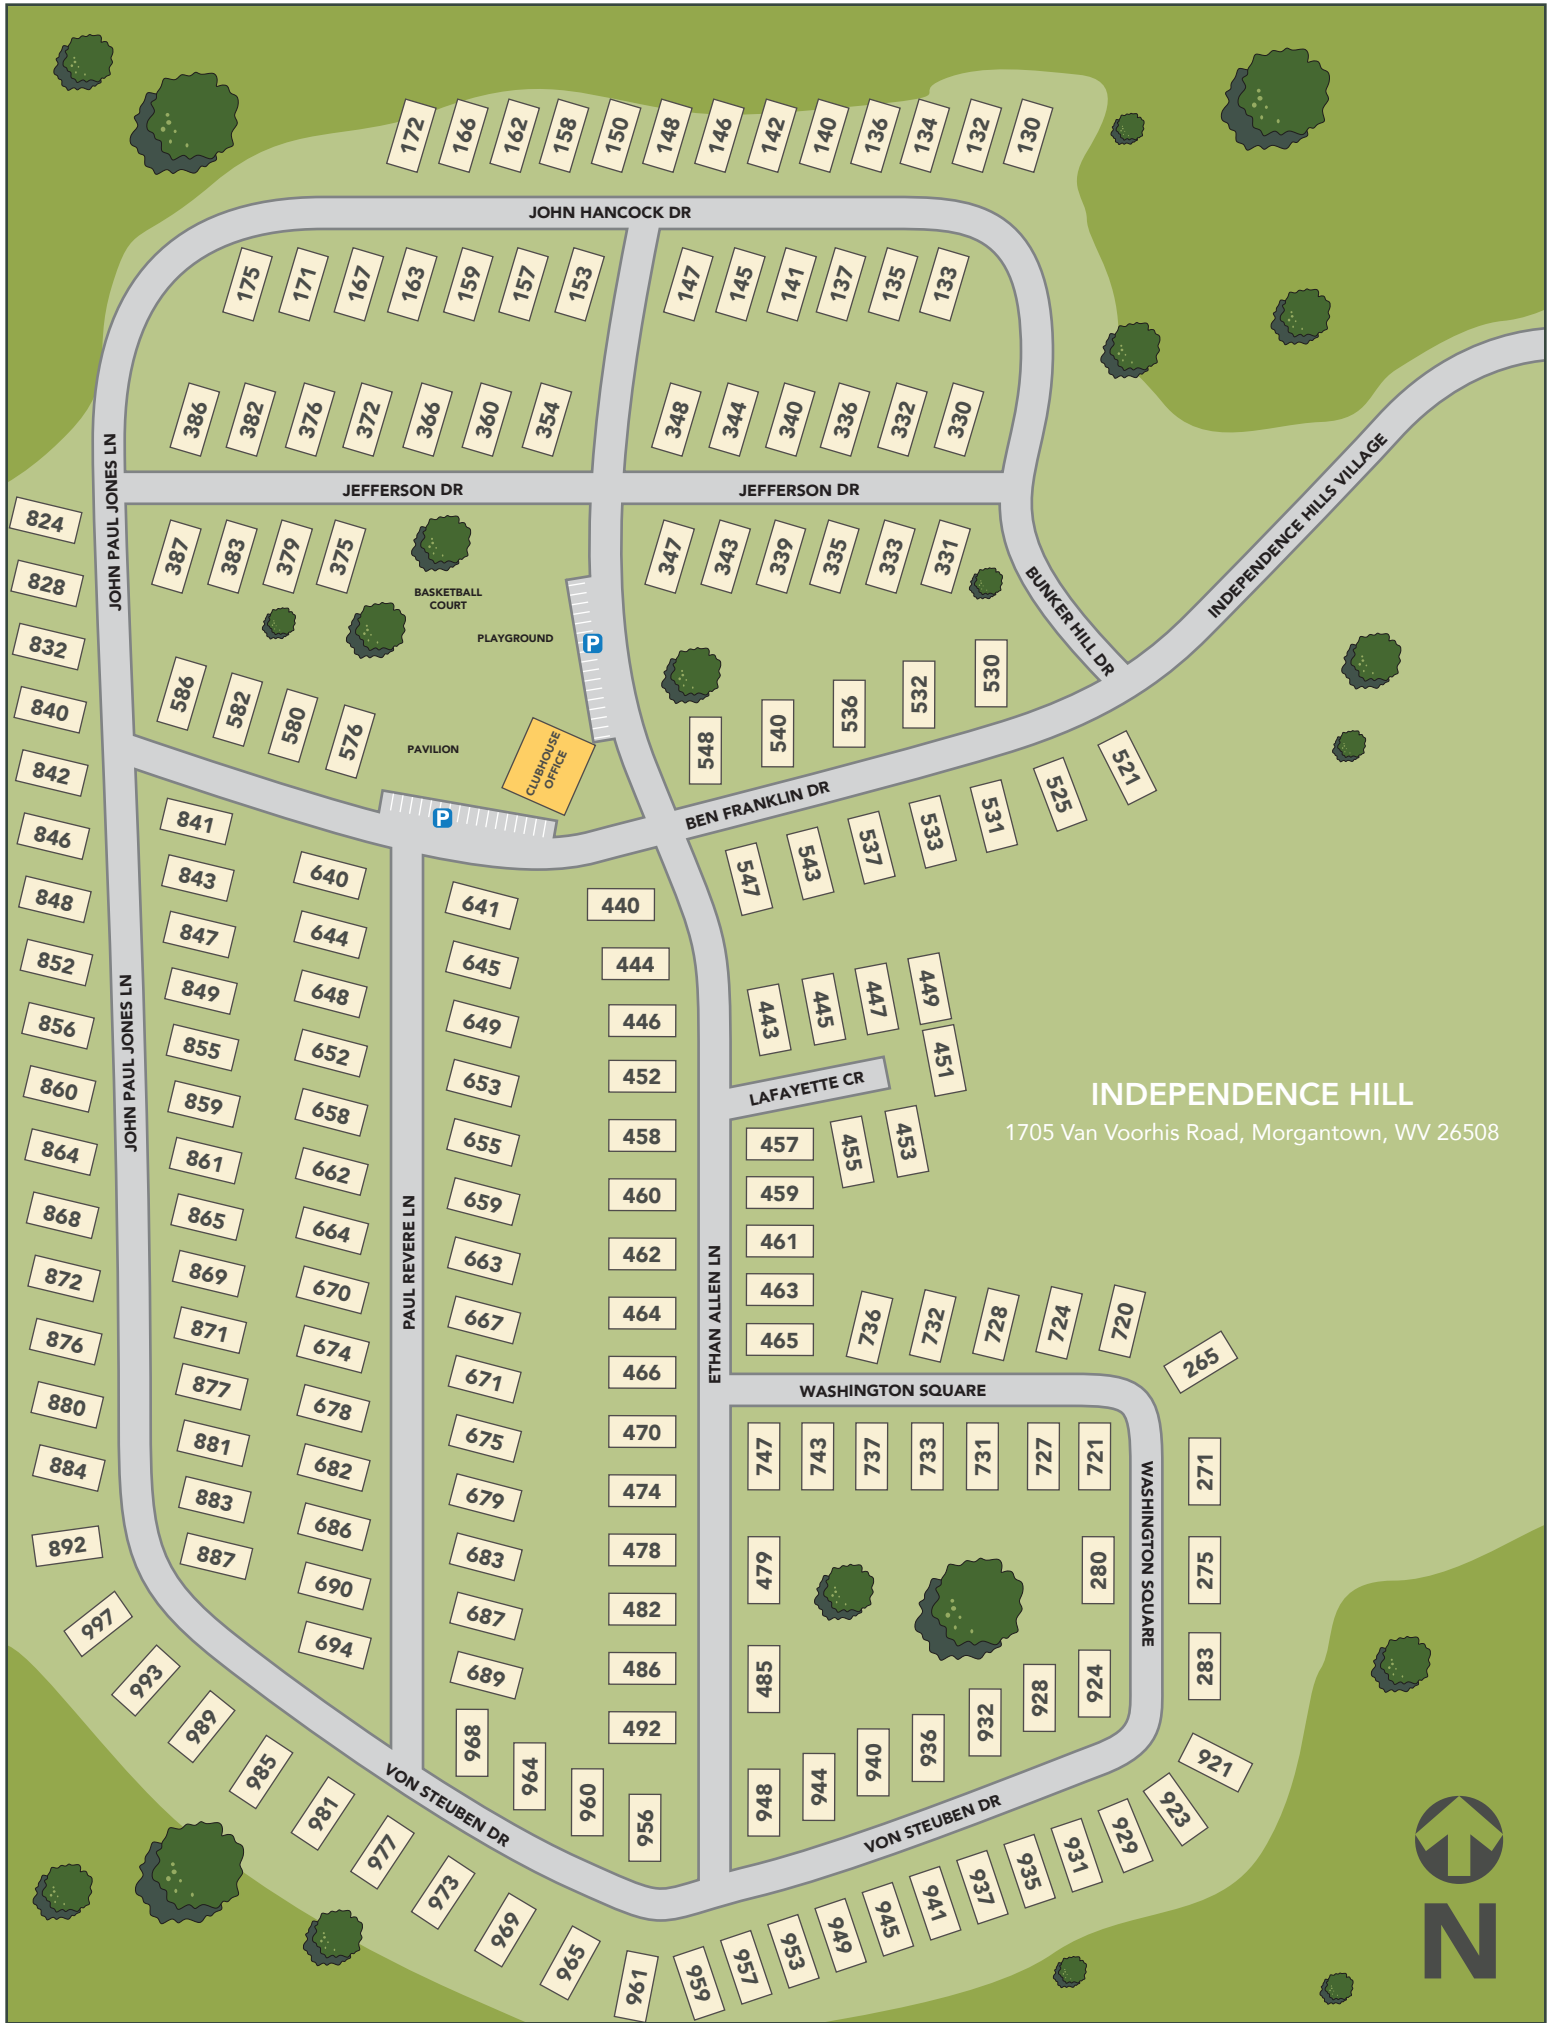 172 166 162 158 150 148 146 142 140 136 134 132 130
JOHN HANCOCK DR
175 171 167 163 159 157 153 147 145 141 137 135 133
386 382 376 372 366 360 354 348 344 340 336 332 330
JOHN PAUL JONES LN
JEFFERSON DR
JEFFERSON DR
INDEPENDENCE HILLS VILLAGE
BUNKER HILL DR
387 383 379 375
347 343 339 335 333 331
BASKETBALL
COURT
PLAYGROUND
P
586 582 580 576
PAVILION
CLUBHOUSE
OFFICE
P
548 540 536 532 530
BEN FRANKLIN DR
547 543 537 533 531 525 521
824
828
832
840
842
846
848
852
856
860
864
868
872
876
880
884
892
JOHN PAUL JONES LN
841
843
847
849
855
859
861
865
869
871
877
881
883
887
640
644
648
652
658
662
664
670
674
678
682
686
690
694
PAUL REVERE LN
641
645
649
653
655
659
663
667
671
675
679
683
687
689
440
444
446
452
458
460
462
464
466
470
474
478
482
486
492
ETHAN ALLEN LN
443 445 447 449
451
LAFAYETTE CR
453
455
457
459
461
463
465
INDEPENDENCE HILL
1705 Van Voorhis Road, Morgantown, WV 26508
736 732 728 724 720
265
WASHINGTON SQUARE
747 743 737 733 731 727 721
271
WASHINGTON SQUARE
479
280
275
485
283
948 944 940 936 932 928 924
968 964 960 956
VON STEUBEN DR
VON STEUBEN DR
997 993 989 985 981 977 973 969 965 961 959 957 953 949 945 941 937 935 931 929 923 921
N